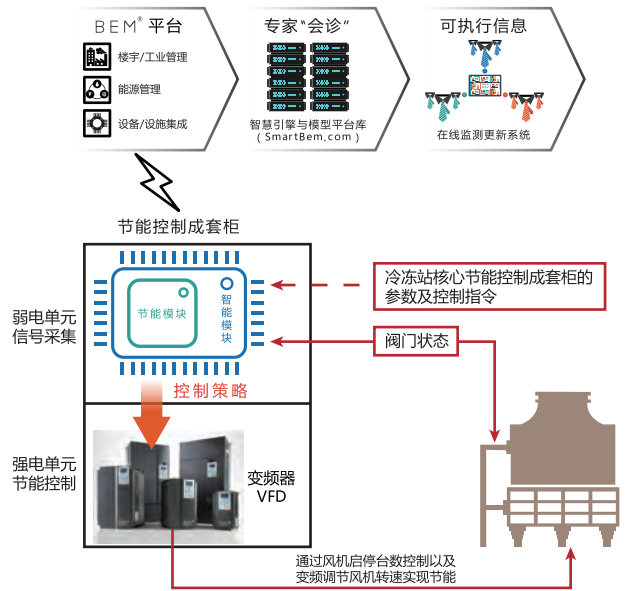 BEM® 平台
楼宇/工业管理
能源管理
设备/设施集成
专家“会诊”
智慧引擎与模型平台库
(SmartBem.com)
可执行信息
在线监测更新系统
节能控制成套柜
弱电单元
信号采集
节能模块
智能模块
冷冻站核心节能控制成套柜的
参数及控制指令
阀门状态
控制策略
强电单元
节能控制
变频器
VFD
通过风机启停台数控制以及
变频调节风机转速实现节能